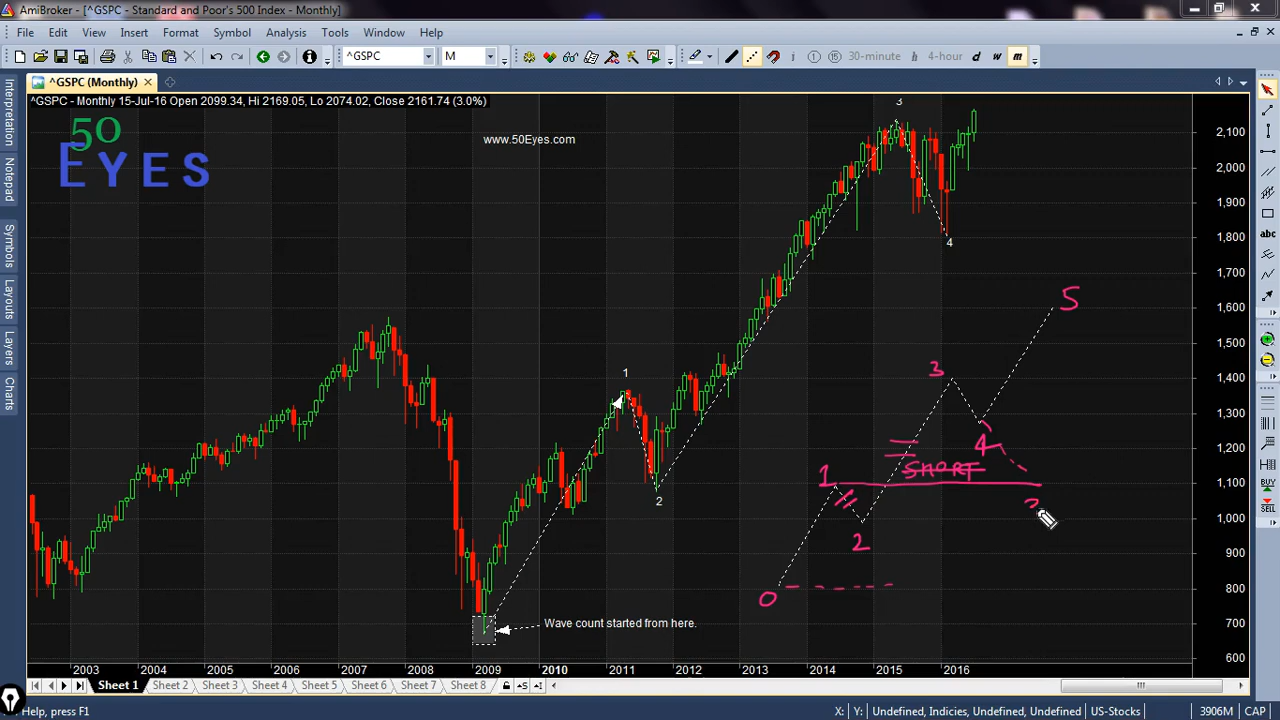 AmiBroker - [^GSPC - Standard and Poor's 500 Index - Monthly]
File Edit View Insert Format Symbol Analysis Tools Window Help
^GSPC M 30-minute h 4-hour d w m
^GSPC (Monthly)
^GSPC - Monthly 15-Jul-16 Open 2099.34, Hi 2169.05, Lo 2074.02, Close 2161.74 (3.0%)
50
EYES
www.50Eyes.com
Interpretation
Notepad
Symbols
Layouts
Layers
Charts
3
4
1
2
5
3
4
SHORT
1
2
0
Wave count started from here.
2,100
2,000
1,900
1,800
1,700
1,600
1,500
1,400
1,300
1,200
1,100
1,000
900
800
700
600
abc
BUY
SELL
2003 2004 2005 2006 2007 2008 2009 2010 2011 2012 2013 2014 2015 2016
Sheet 1 Sheet 2 Sheet 3 Sheet 4 Sheet 5 Sheet 6 Sheet 7 Sheet 8
Help, press F1
X: Y: Undefined, Indicies, Undefined, Undefined, Undefined US-Stocks 3906M CAP